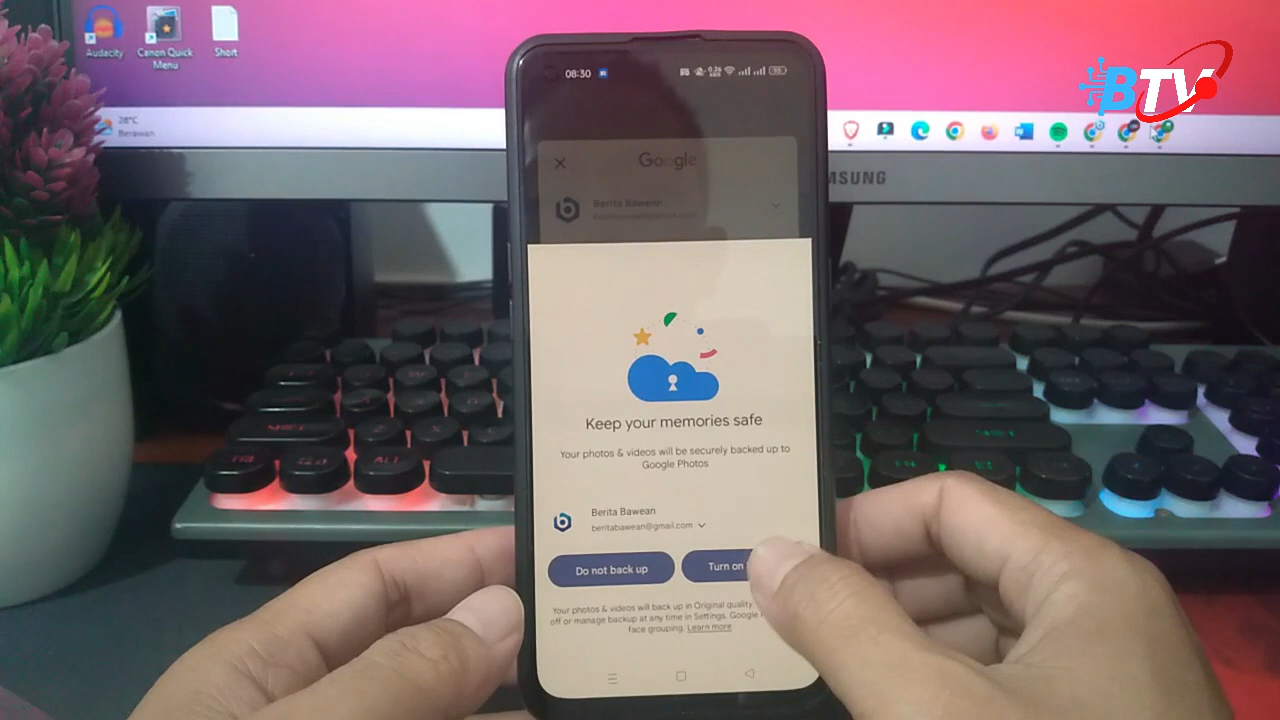 Audacity
Canon Quick
Menu
Short
28°C
Berawan
BTV
SAMSUNG
08:30
Google
Berita Bawean
Keep your memories safe
Your photos & videos will be securely backed up to
Google Photos
Berita Bawean
beritabawean@gmail.com
Do not back up
Turn on
Your photos & videos will back up in Original quality.
off or manage backup at any time in Settings. Google
face grouping. Learn more
ALT